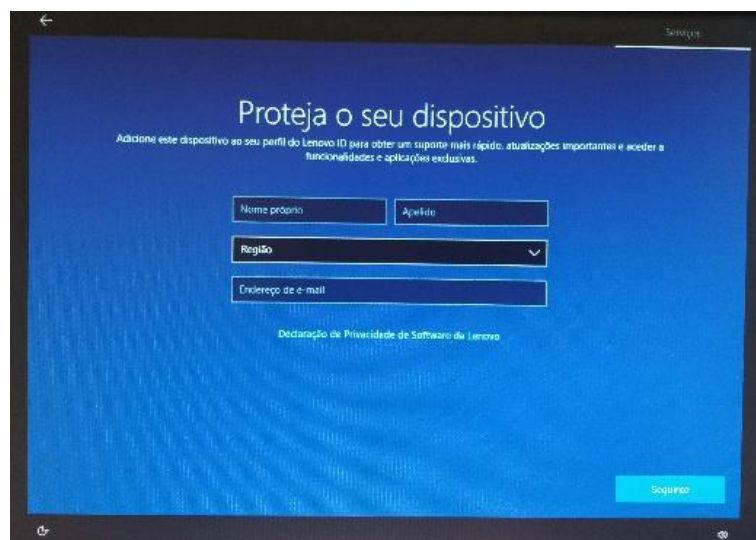 Serviços
Proteja o seu dispositivo
Adicione este dispositivo ao seu perfil do Lenovo ID para obter um suporte mais rápido, atualizações importantes e aceder a
funcionalidades e aplicações exclusivas.
Nome próprio
Apelido
Região
Endereço de e-mail
Declaração de Privacidade de Software da Lenovo
Seguinte